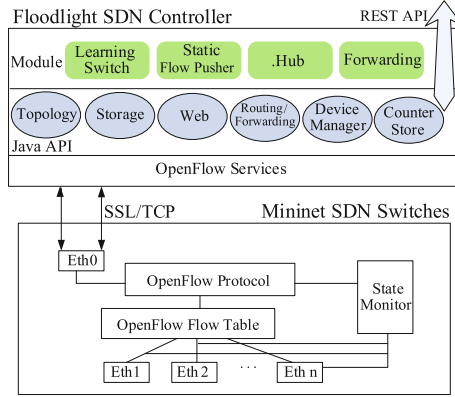 Floodlight SDN Controller
REST API
Module
Learning
Switch
Static
Flow Pusher
.Hub
Forwarding
Topology
Storage
Web
Routing/
Forwarding
Device
Manager
Counter
Store
Java API
OpenFlow Services
SSL/TCP
Mininet SDN Switches
Eth0
OpenFlow Protocol
State
Monitor
OpenFlow Flow Table
Eth1
Eth 2
. . .
Eth n